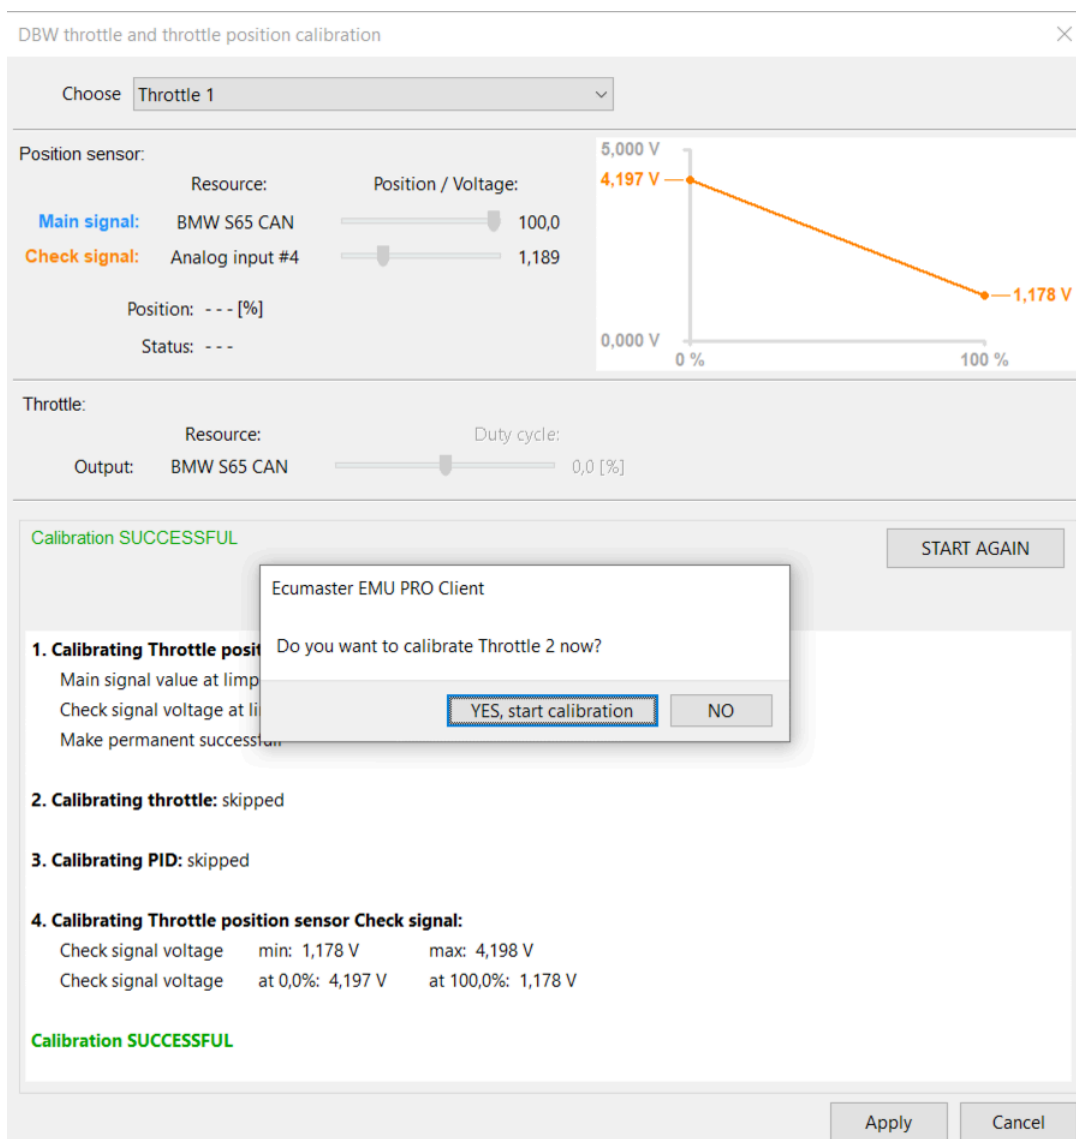 DBW throttle and throttle position calibration
Choose Throttle 1
Position sensor:
Resource: Position / Voltage:
Main signal: BMW S65 CAN 100,0
Check signal: Analog input #4 1,189
Position: - - - [%]
Status: - - -
5,000 V
4,197 V
1,178 V
0,000 V
0 % 100 %
Throttle:
Resource: Duty cycle:
Output: BMW S65 CAN 0,0 [%]
Calibration SUCCESSFUL
START AGAIN
Ecumaster EMU PRO Client
Do you want to calibrate Throttle 2 now?
YES, start calibration NO
1. Calibrating Throttle
Main signal value at
Check signal voltage at
Make permanent
2. Calibrating throttle: skipped
3. Calibrating PID: skipped
4. Calibrating Throttle position sensor Check signal:
Check signal voltage min: 1,178 V max: 4,198 V
Check signal voltage at 0,0%: 4,197 V at 100,0%: 1,178 V
Calibration SUCCESSFUL
Apply Cancel